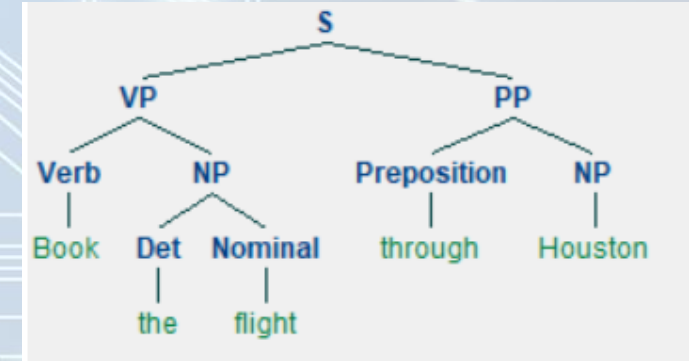 S
VP PP
Verb NP Preposition NP
Book Det Nominal through Houston
the flight